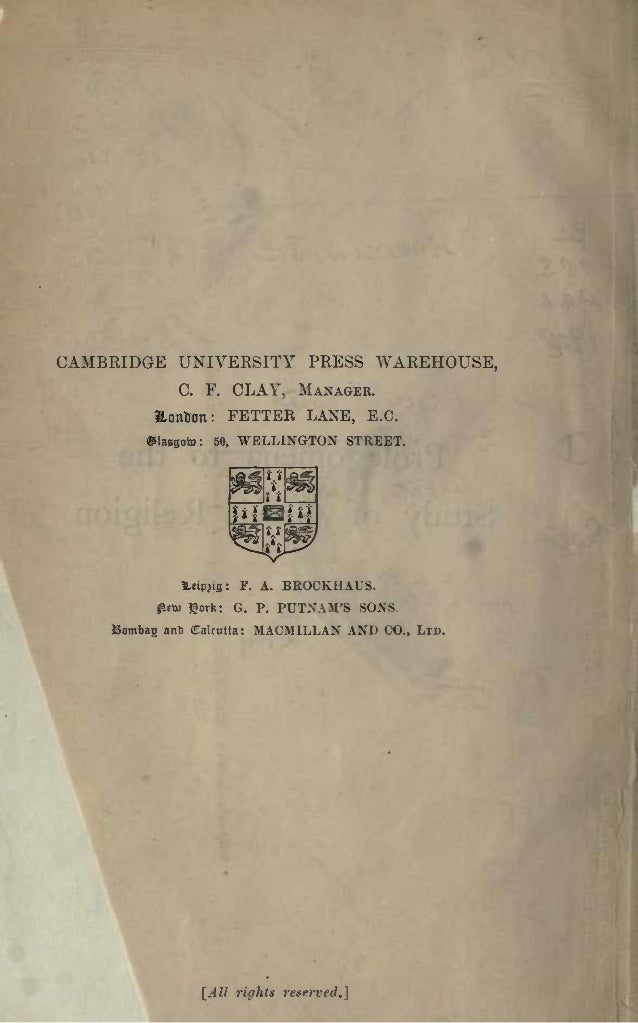 CAMBRIDGE UNIVERSITY PRESS WAREHOUSE,
C. F. CLAY, MANAGER.
London: FETTER LANE, E.C.
Glasgow: 50, WELLINGTON STREET.
Leipzig: F. A. BROCKHAUS.
New York: G. P. PUTNAM'S SONS.
Bombay and Calcutta: MACMILLAN AND CO., LTD.
[All rights reserved.]